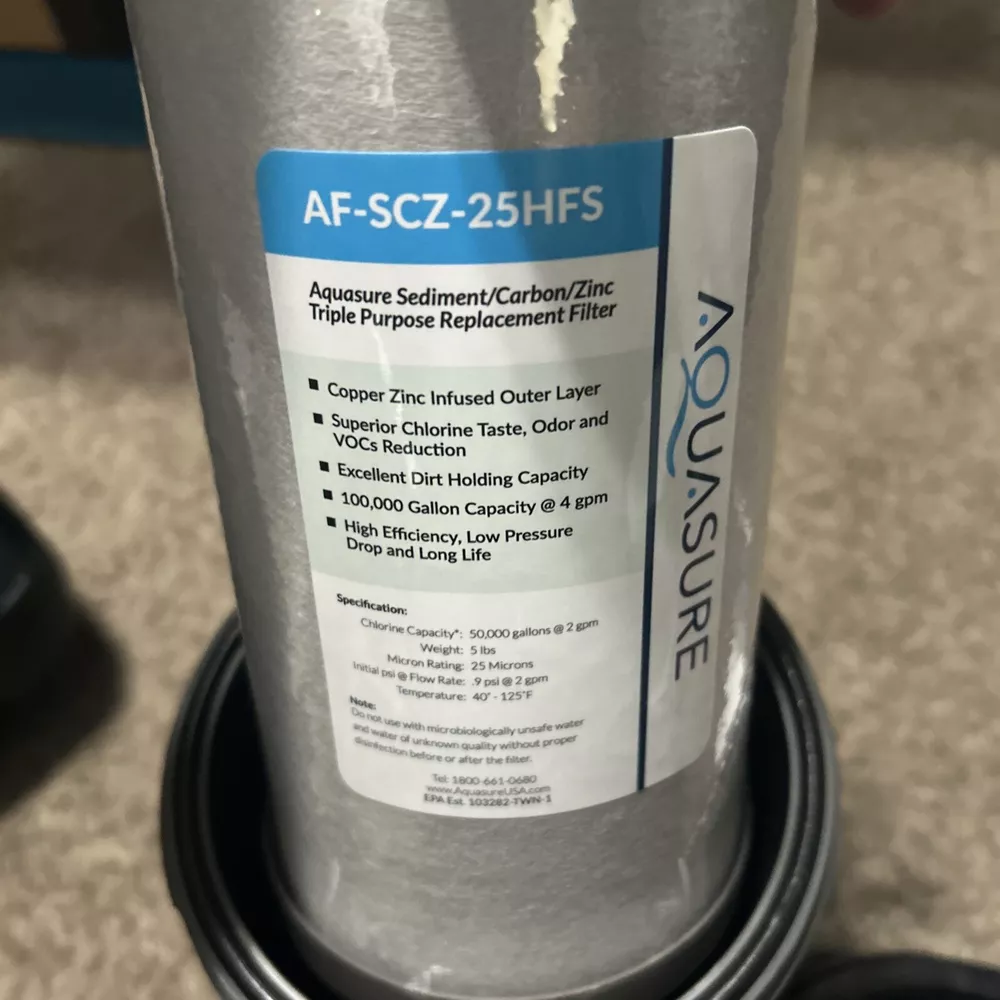 AF-SCZ-25HFS
Aquasure Sediment/Carbon/Zinc
Triple Purpose Replacement Filter
■ Copper Zinc Infused Outer Layer
■ Superior Chlorine Taste, Odor and
VOCs Reduction
■ Excellent Dirt Holding Capacity
■ 100,000 Gallon Capacity @ 4 gpm
■ High Efficiency, Low Pressure
Drop and Long Life
Specification:
Chlorine Capacity*: 50,000 gallons @ 2 gpm
Weight: 5 lbs
Micron Rating: 25 Microns
Initial psi @ Flow Rate: .9 psi @ 2 gpm
Temperature: 40° - 125°F
Note:
Do not use with microbiologically unsafe water
and water of unknown quality without proper
disinfection before or after the filter.
Tel: 1800-661-0680
www.AquasureUSA.com
EPA Est. 103282-TWN-1
AQUASURE